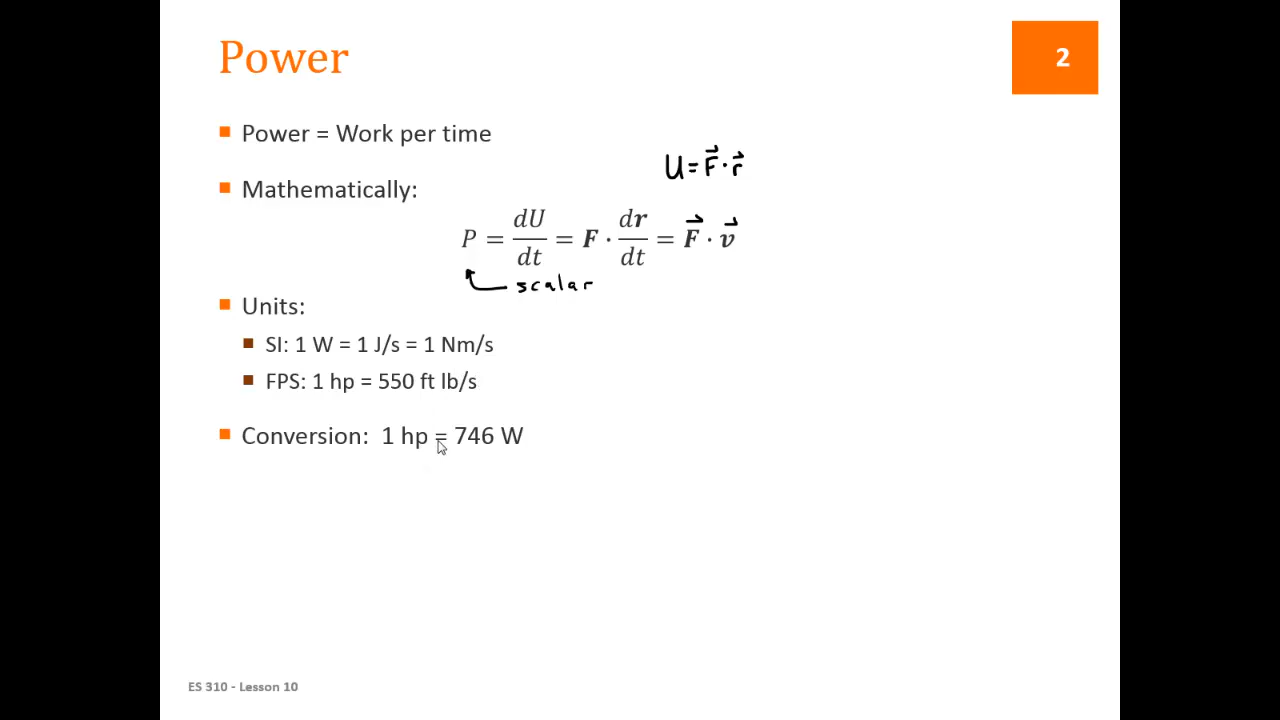 Power
2
Power = Work per time
U = F⃗ · r⃗
Mathematically:
P = dU/dt = F · dr/dt = F⃗ · v⃗
scalar
Units:
SI: 1 W = 1 J/s = 1 Nm/s
FPS: 1 hp = 550 ft lb/s
Conversion: 1 hp = 746 W
ES 310 - Lesson 10